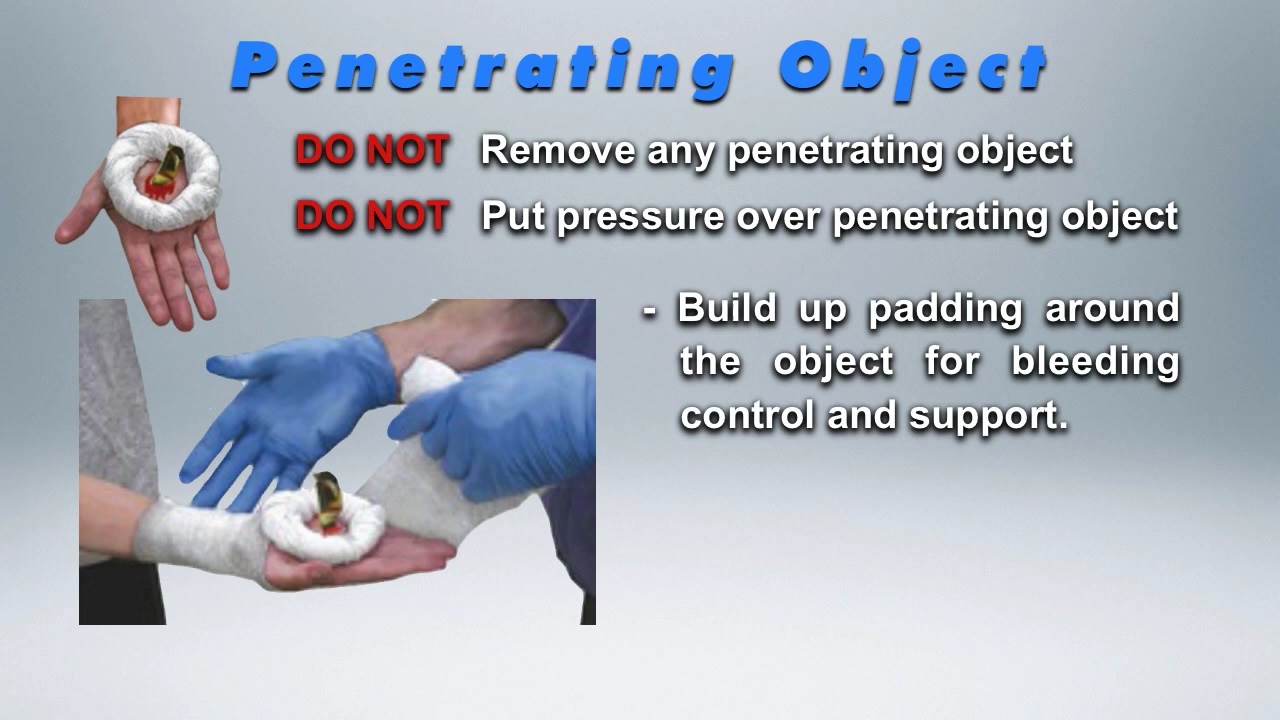 Penetrating Object
DO NOT Remove any penetrating object
DO NOT Put pressure over penetrating object
- Build up padding around
the object for bleeding
control and support.